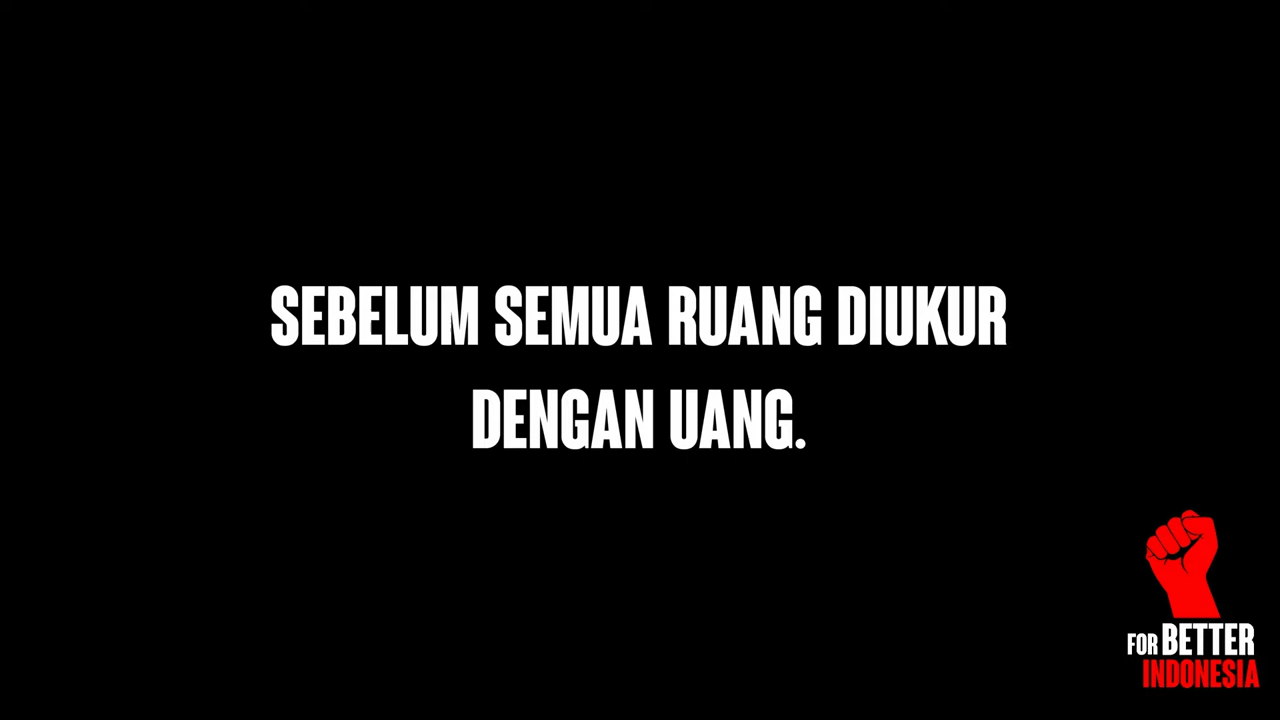 SEBELUM SEMUA RUANG DIUKUR
DENGAN UANG.
FOR BETTER
INDONESIA